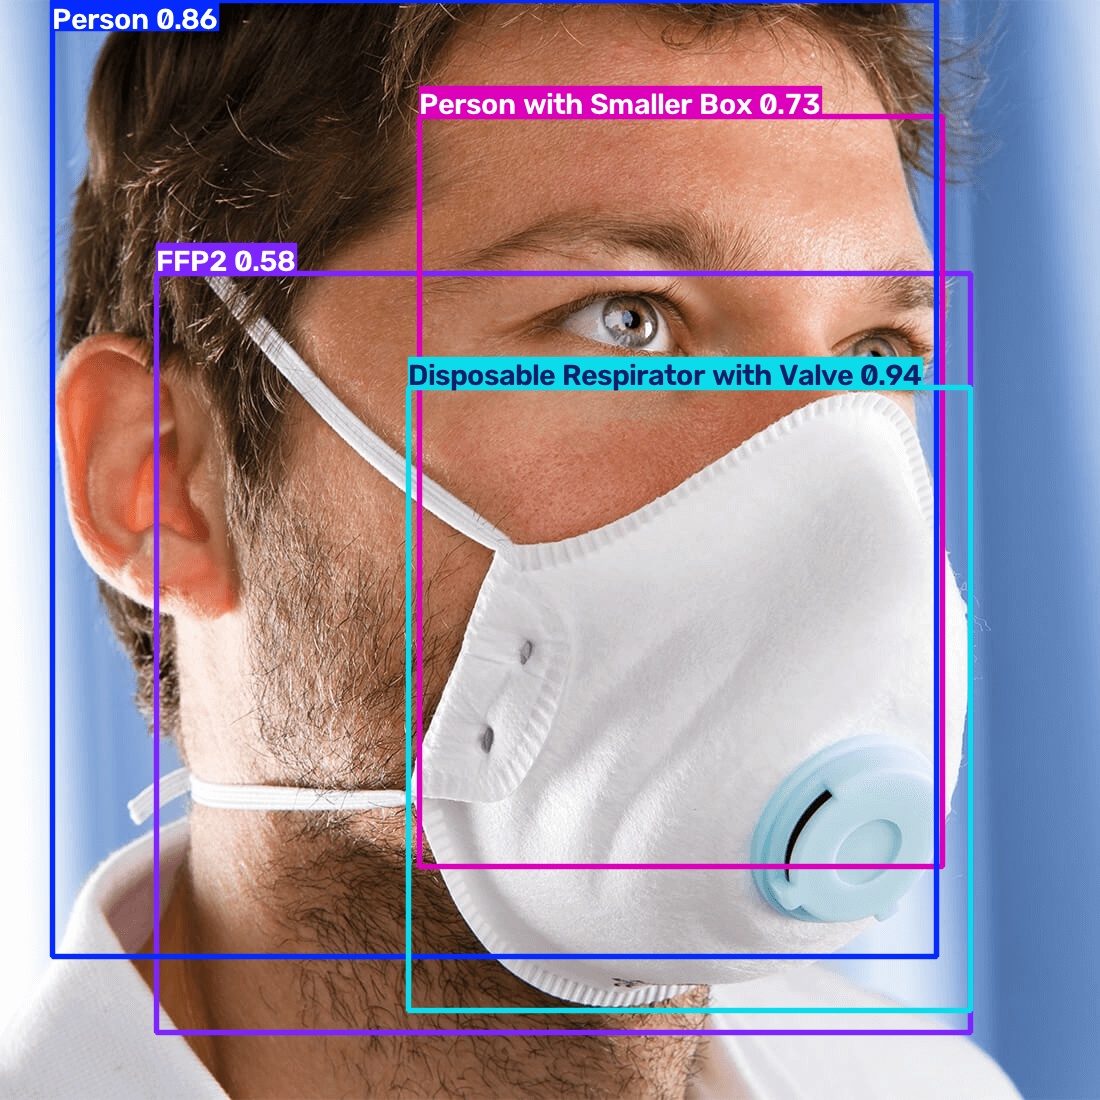 Person 0.86
Person with Smaller Box 0.73
FFP2 0.58
Disposable Respirator with Valve 0.94